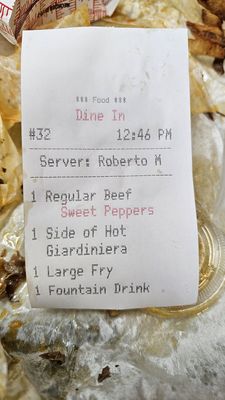 *** Food ***
Dine In
#32 12:46 PM
Server: Roberto M
1 Regular Beef
Sweet Peppers
1 Side of Hot
Giardiniera
1 Large Fry
1 Fountain Drink